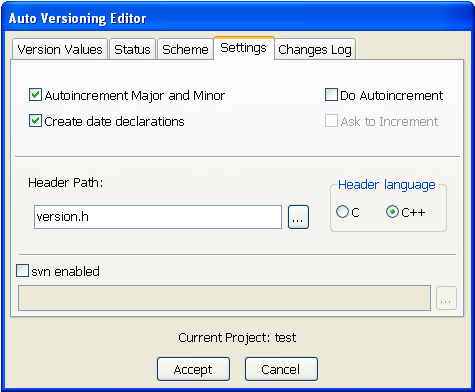 Auto Versioning Editor
Version Values Status Scheme Settings Changes Log
Autoincrement Major and Minor Do Autoincrement
Create date declarations Ask to Increment
Header Path: Header language
version.h ... C C++
svn enabled
...
Current Project: test
Accept Cancel